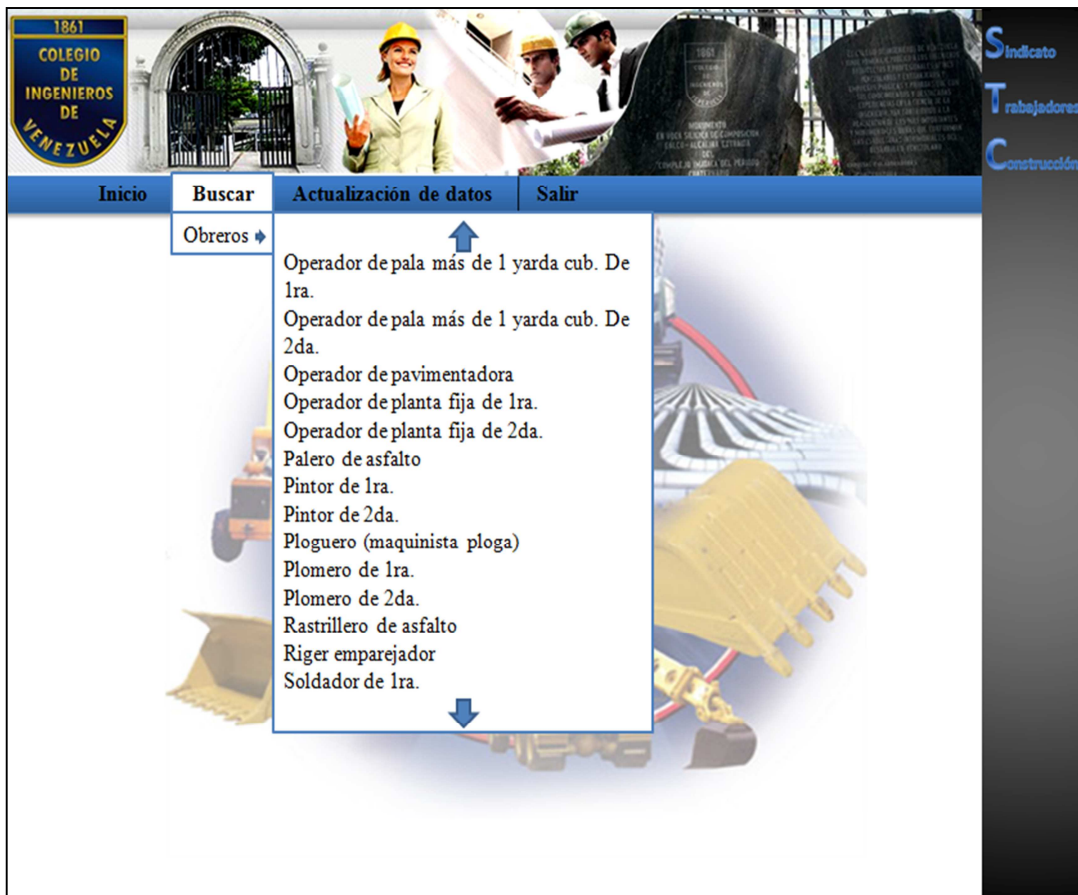 1861
COLEGIO
DE
INGENIEROS
DE
VENEZUELA
1861
MONUMENTO
Sindicato
Trabajadores
Construcción
Inicio
Buscar
Actualización de datos
Salir
Obreros
Operador de pala más de 1 yarda cub. De
1ra.
Operador de pala más de 1 yarda cub. De
2da.
Operador de pavimentadora
Operador de planta fija de 1ra.
Operador de planta fija de 2da.
Palero de asfalto
Pintor de 1ra.
Pintor de 2da.
Ploguero (maquinista ploga)
Plomero de 1ra.
Plomero de 2da.
Rastrillero de asfalto
Riger emparejador
Soldador de 1ra.